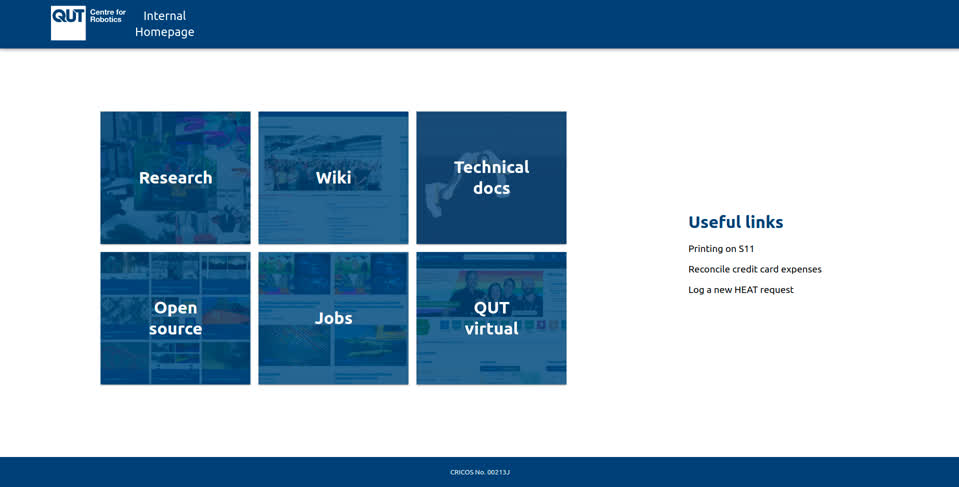 QUT
Centre for
Robotics
Internal
Homepage
Research
Wiki
Technical
docs
Open
source
Jobs
QUT
virtual
Useful links
Printing on S11
Reconcile credit card expenses
Log a new HEAT request
CRICOS No. 00213J